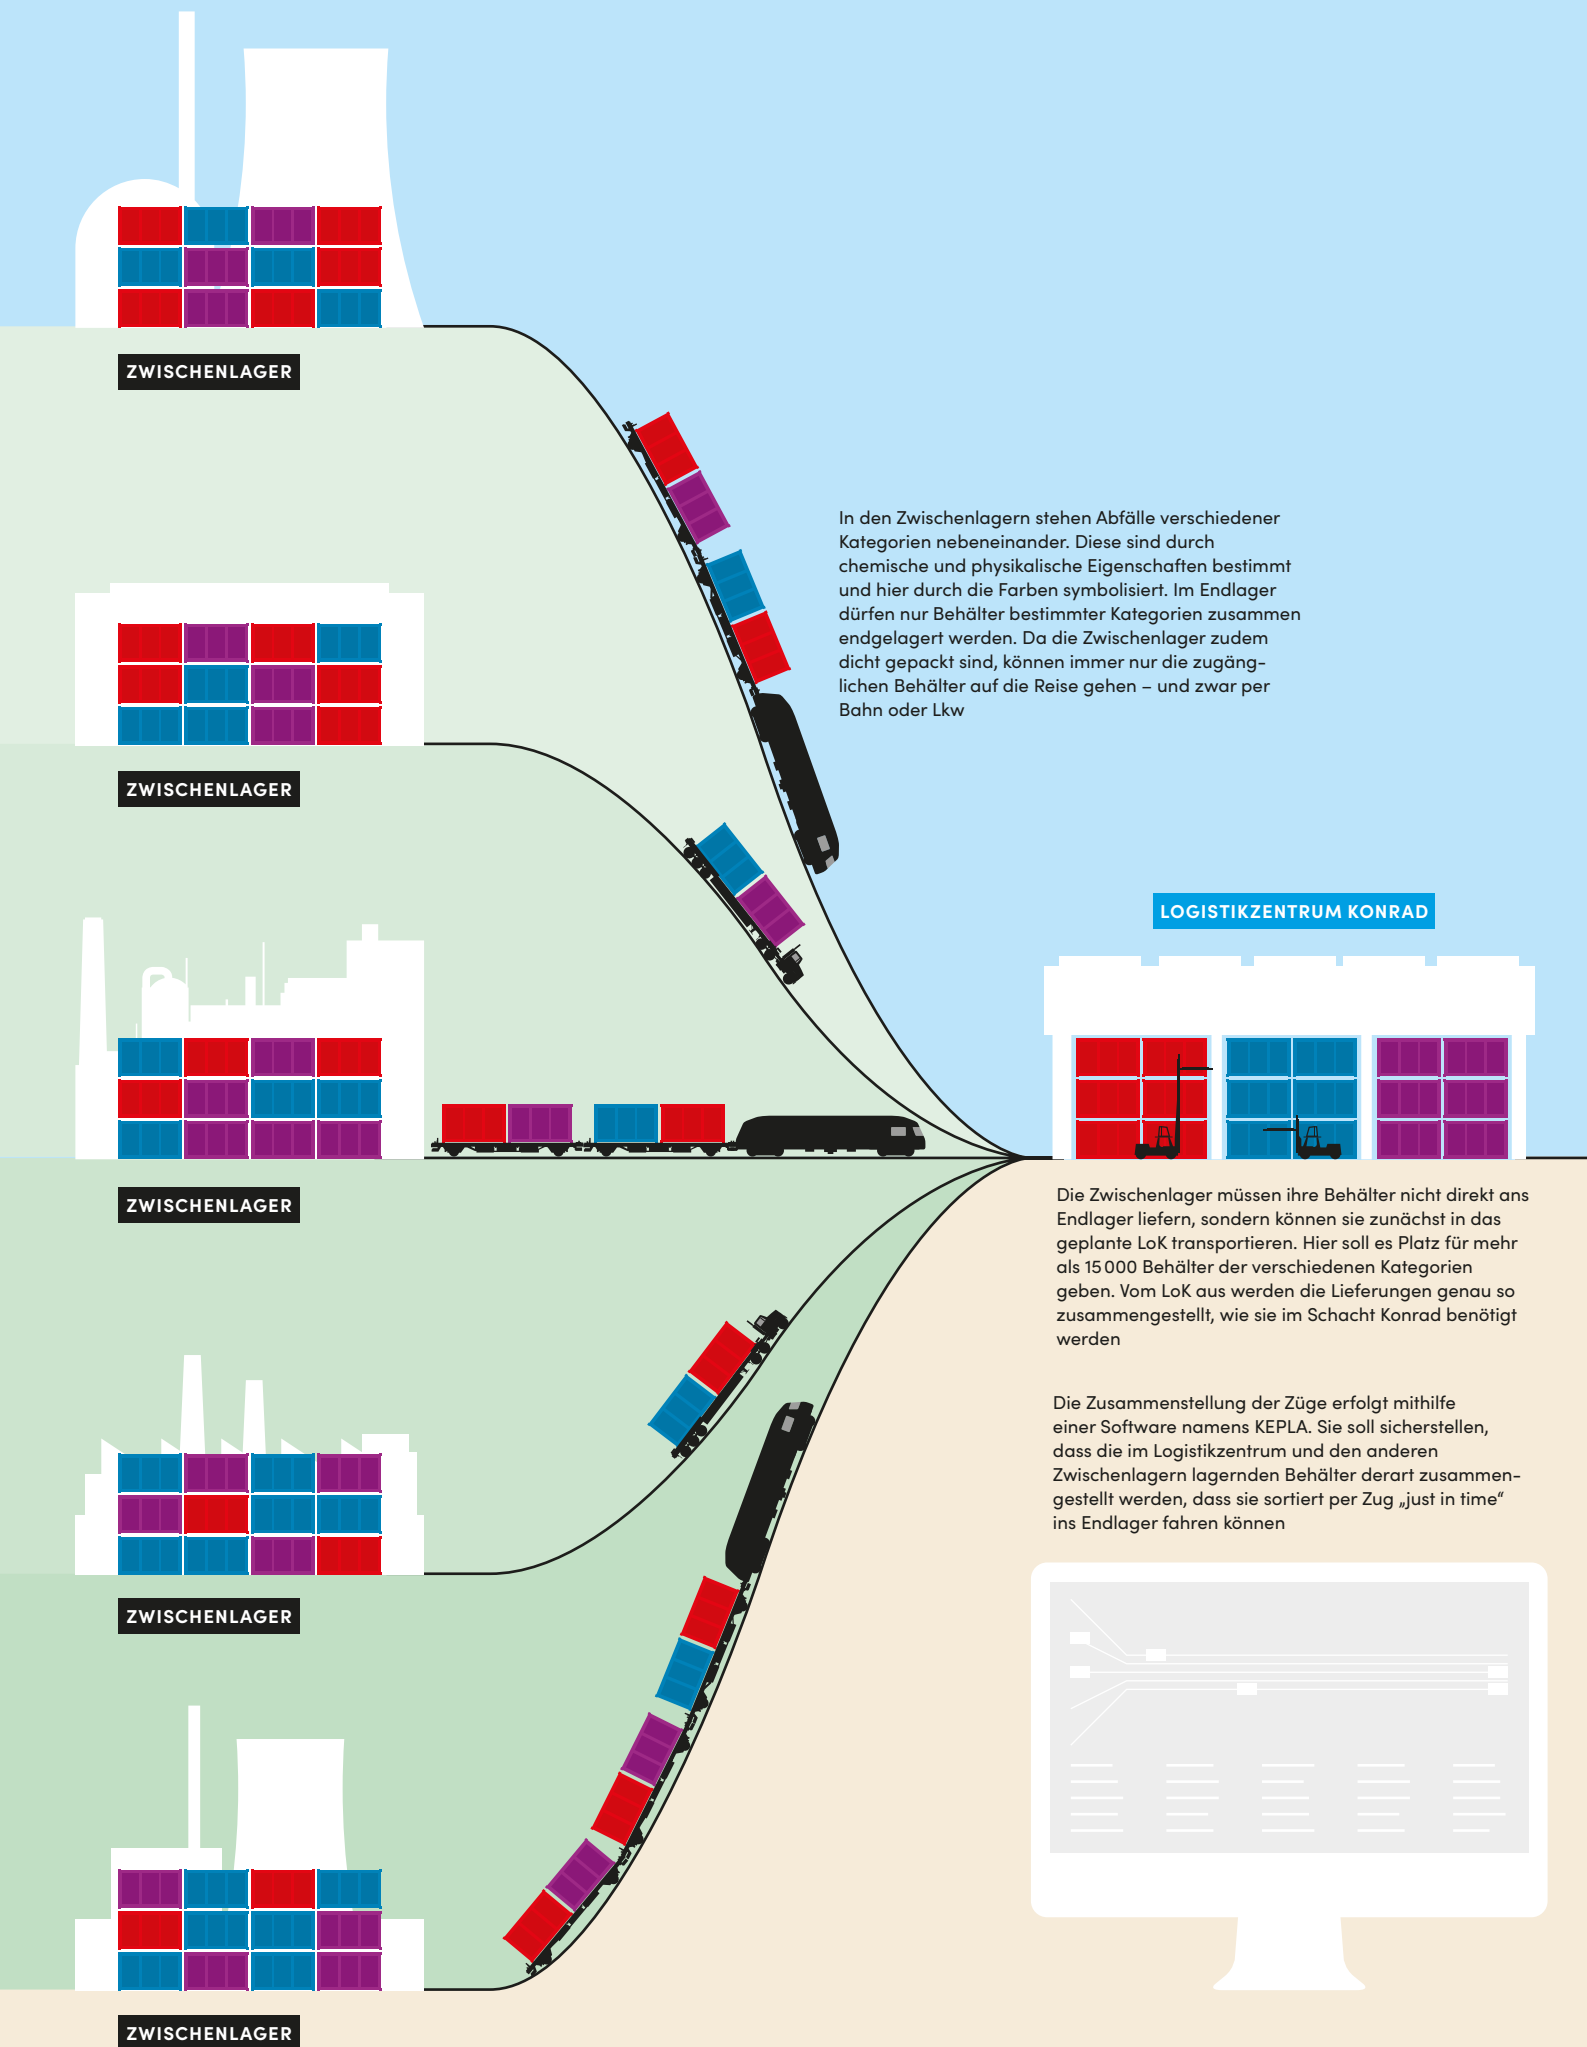 ZWISCHENLAGER
In den Zwischenlagern stehen Abfälle verschiedener
Kategorien nebeneinander. Diese sind durch
chemische und physikalische Eigenschaften bestimmt
und hier durch die Farben symbolisiert. Im Endlager
dürfen nur Behälter bestimmter Kategorien zusammen
endgelagert werden. Da die Zwischenlager zudem
dicht gepackt sind, können immer nur die zugäng-
lichen Behälter auf die Reise gehen – und zwar per
Bahn oder Lkw
ZWISCHENLAGER
LOGISTIKZENTRUM KONRAD
ZWISCHENLAGER
Die Zwischenlager müssen ihre Behälter nicht direkt ans
Endlager liefern, sondern können sie zunächst in das
geplante LoK transportieren. Hier soll es Platz für mehr
als 15 000 Behälter der verschiedenen Kategorien
geben. Vom LoK aus werden die Lieferungen genau so
zusammengestellt, wie sie im Schacht Konrad benötigt
werden
Die Zusammenstellung der Züge erfolgt mithilfe
einer Software namens KEPLA. Sie soll sicherstellen,
dass die im Logistikzentrum und den anderen
Zwischenlagern lagernden Behälter derart zusammen-
gestellt werden, dass sie sortiert per Zug „just in time“
ins Endlager fahren können
ZWISCHENLAGER
ZWISCHENLAGER